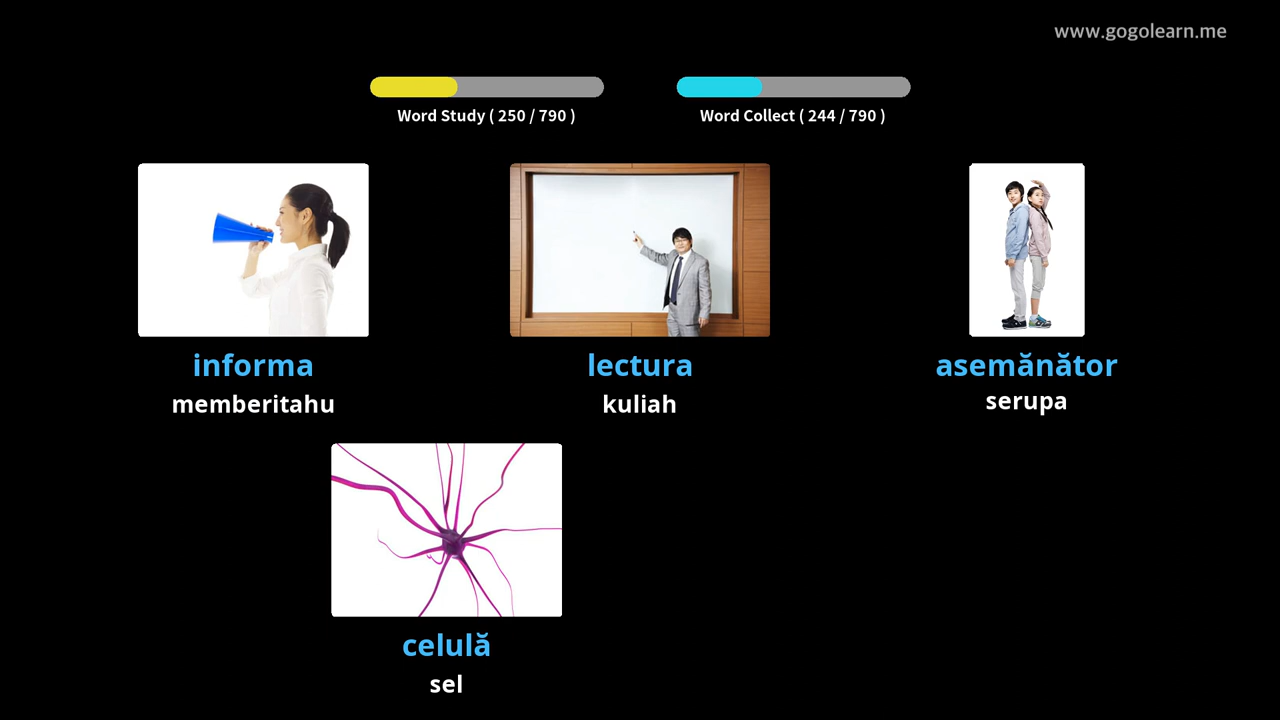 www.gogolearn.me
Word Study ( 250 / 790 )
Word Collect ( 244 / 790 )
informa
memberitahu
lectura
kuliah
asemănător
serupa
celulă
sel